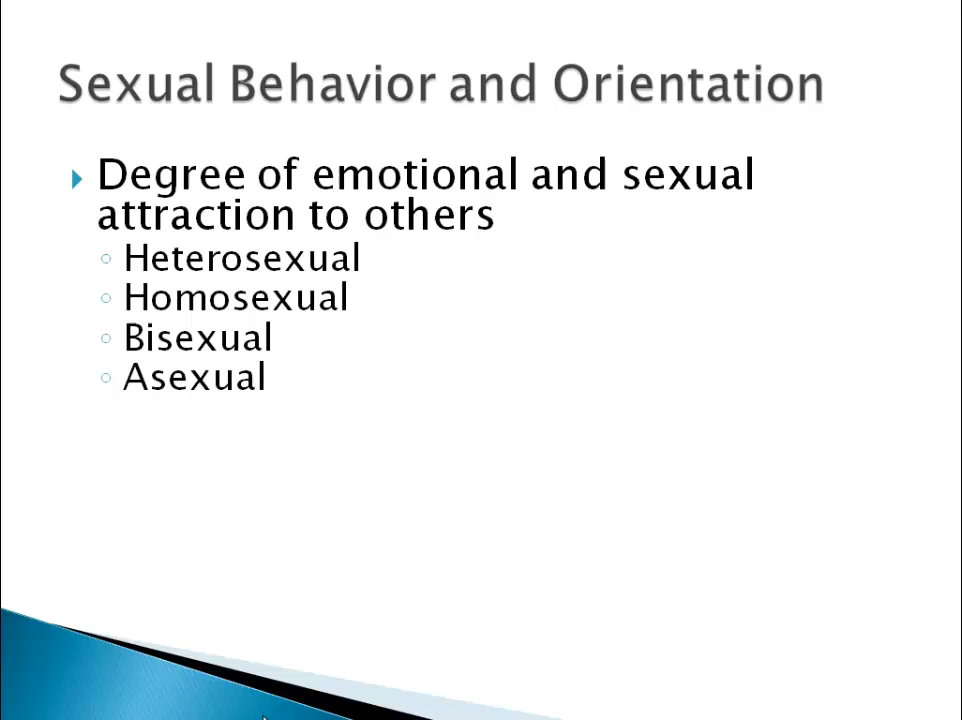 Sexual Behavior and Orientation
Degree of emotional and sexual
attraction to others
Heterosexual
Homosexual
Bisexual
Asexual